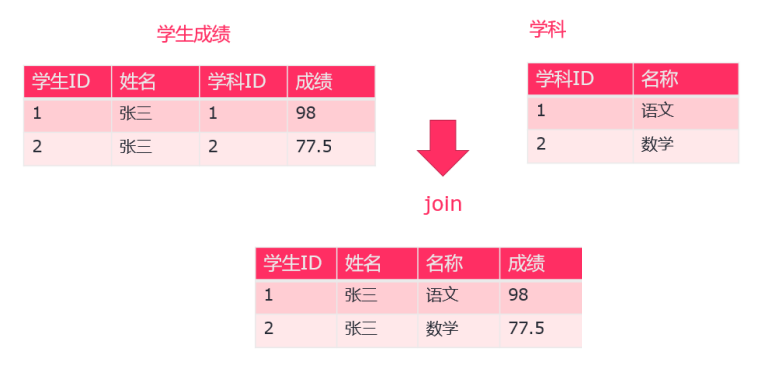 学生成绩
学科
学生ID 姓名 学科ID 成绩
1 张三 1 98
2 张三 2 77.5
学科ID 名称
1 语文
2 数学
join
学生ID 姓名 名称 成绩
1 张三 语文 98
2 张三 数学 77.5